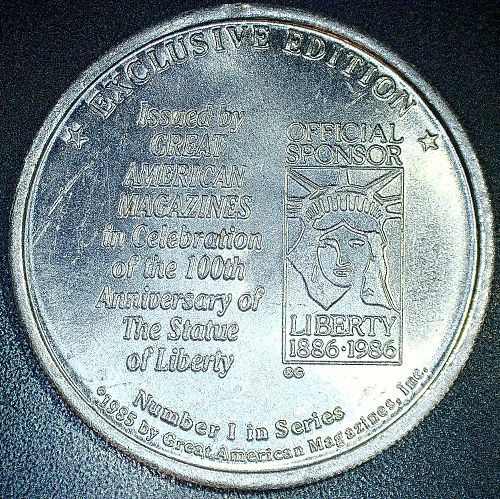 EXCLUSIVE EDITION
Issued by
GREAT
AMERICAN
MAGAZINES
in Celebration
of the 100th
Anniversary of
The Statue
of Liberty
OFFICIAL
SPONSOR
LIBERTY
1886·1986
Number 1 in Series
©1985 by Great American Magazines, Inc.